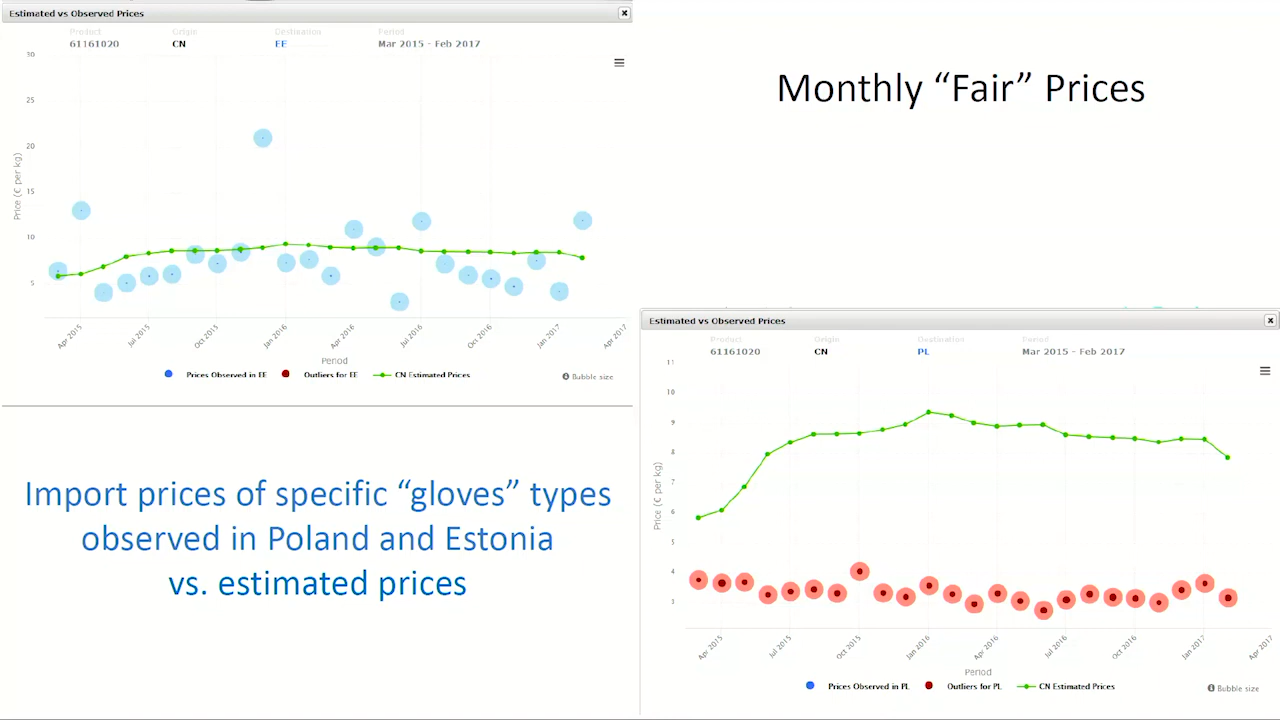 Estimated vs Observed Prices
Product Origin Destination Period
61161020 CN EE Mar 2015 - Feb 2017
30
25
20
15
10
5
Price (€ per kg)
Apr 2015 Jul 2015 Oct 2015 Jan 2016 Apr 2016 Jul 2016 Oct 2016 Jan 2017 Apr 2017
Period
Prices Observed in EE Outliers for EE CN Estimated Prices
Bubble size
Monthly “Fair” Prices
Import prices of specific “gloves” types
observed in Poland and Estonia
vs. estimated prices
Estimated vs Observed Prices
Product Origin Destination Period
61161020 CN PL Mar 2015 - Feb 2017
11
10
9
8
7
6
5
4
3
Price (€ per kg)
Apr 2015 Jul 2015 Oct 2015 Jan 2016 Apr 2016 Jul 2016 Oct 2016 Jan 2017 Apr 2017
Period
Prices Observed in PL Outliers for PL CN Estimated Prices
Bubble size